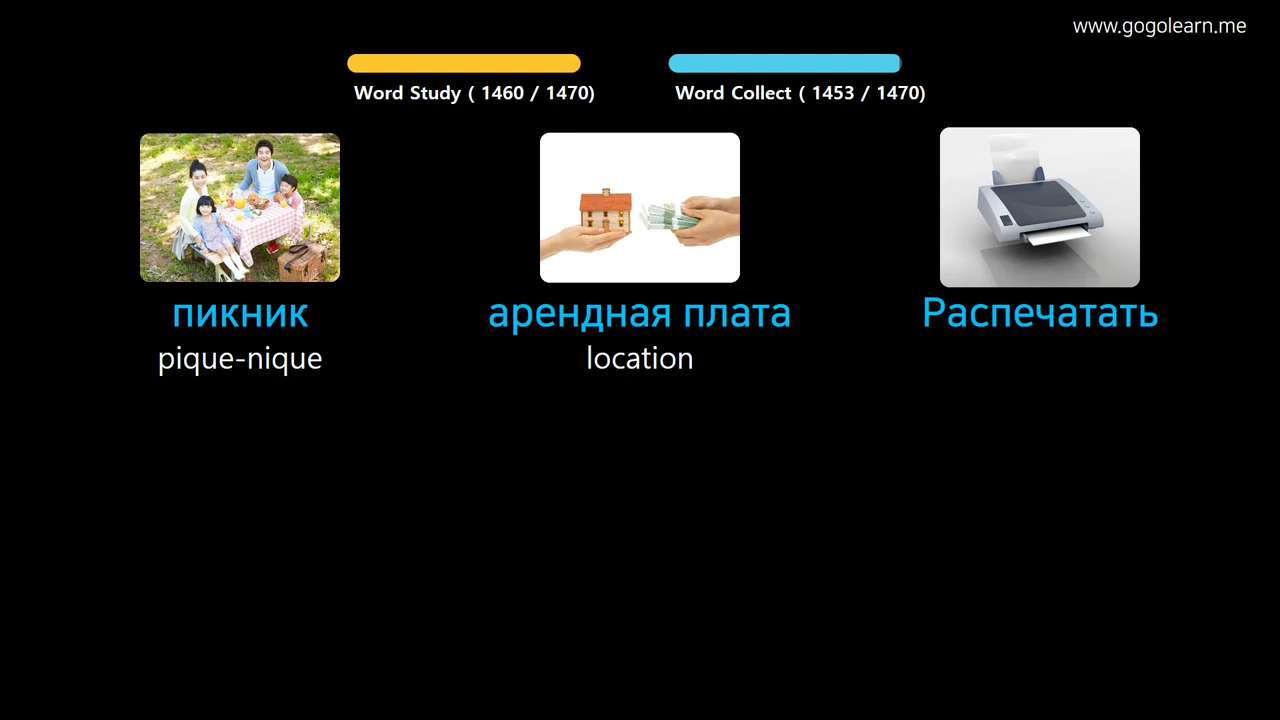 www.gogolearn.me
Word Study ( 1460 / 1470)
Word Collect ( 1453 / 1470)
пикник
арендная плата
Распечатать
pique-nique
location